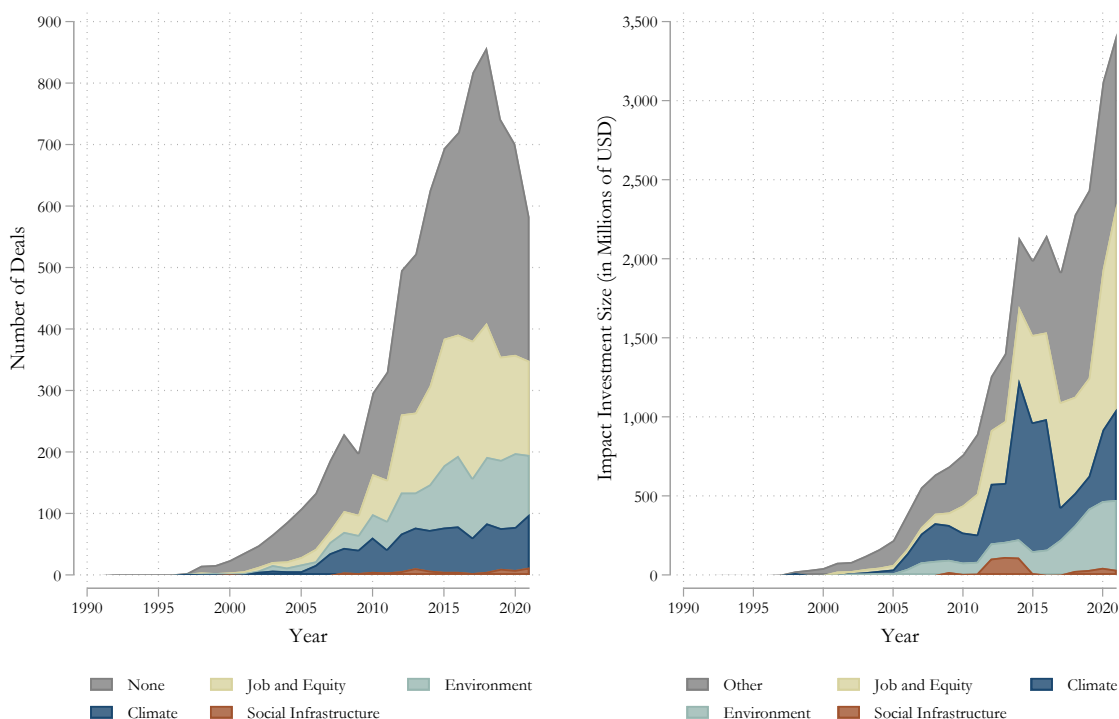 900
800
700
600
500
400
300
200
100
0
Number of Deals
1990 1995 2000 2005 2010 2015 2020
Year
None Job and Equity Environment
Climate Social Infrastructure
3,500
3,000
2,500
2,000
1,500
1,000
500
0
Impact Investment Size (in Millions of USD)
1990 1995 2000 2005 2010 2015 2020
Year
Other Job and Equity Climate
Environment Social Infrastructure